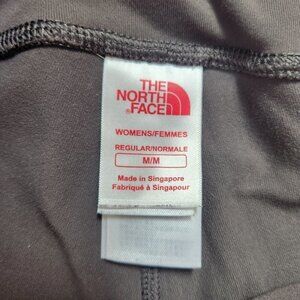 THE
NORTH
FACE
WOMENS/FEMMES
REGULAR/NORMALE
M/M
Made in Singapore
Fabriqué à Singapour